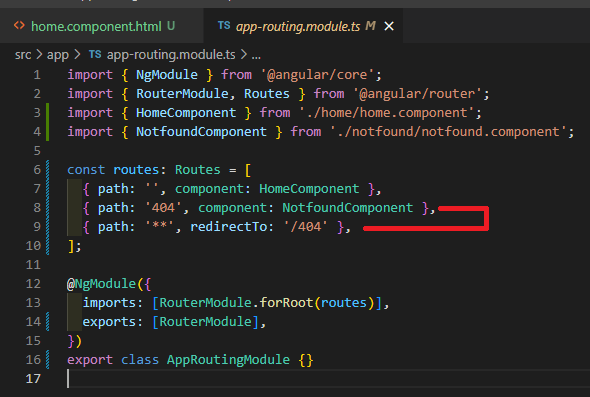 home.component.html U
TS app-routing.module.ts M
src > app > TS app-routing.module.ts > ...
1 import { NgModule } from '@angular/core';
2 import { RouterModule, Routes } from '@angular/router';
3 import { HomeComponent } from './home/home.component';
4 import { NotfoundComponent } from './notfound/notfound.component';
5
6 const routes: Routes = [
7 { path: '', component: HomeComponent },
8 { path: '404', component: NotfoundComponent },
9 { path: '**', redirectTo: '/404' },
10 ];
11
12 @NgModule({
13 imports: [RouterModule.forRoot(routes)],
14 exports: [RouterModule],
15 })
16 export class AppRoutingModule {}
17